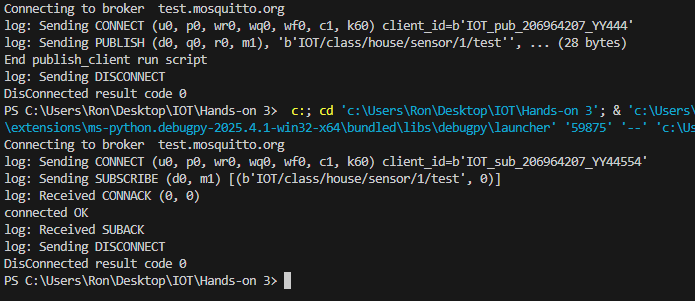 Connecting to broker  test.mosquitto.org
log: Sending CONNECT (u0, p0, wr0, wq0, wf0, c1, k60) client_id=b'IOT_pub_206964207_YY444'
log: Sending PUBLISH (d0, q0, r0, m1), 'b'IOT/class/house/sensor/1/test'', ... (28 bytes)
End publish_client run script
log: Sending DISCONNECT
DisConnected result code 0
PS C:\Users\Ron\Desktop\IOT\Hands-on 3>  c:; cd 'c:\Users\Ron\Desktop\IOT\Hands-on 3'; & 'c:\Users\
\extensions\ms-python.debugpy-2025.4.1-win32-x64\bundled\libs\debugpy\launcher' '59875' '--' 'c:\Us
Connecting to broker  test.mosquitto.org
log: Sending CONNECT (u0, p0, wr0, wq0, wf0, c1, k60) client_id=b'IOT_sub_206964207_YY44554'
log: Sending SUBSCRIBE (d0, m1) [(b'IOT/class/house/sensor/1/test', 0)]
log: Received CONNACK (0, 0)
connected OK
log: Received SUBACK
log: Sending DISCONNECT
DisConnected result code 0
PS C:\Users\Ron\Desktop\IOT\Hands-on 3>